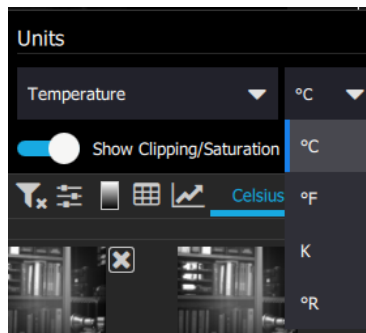 Units
Temperature °C
Show Clipping/Saturation °C
Celsius °F
K
°R